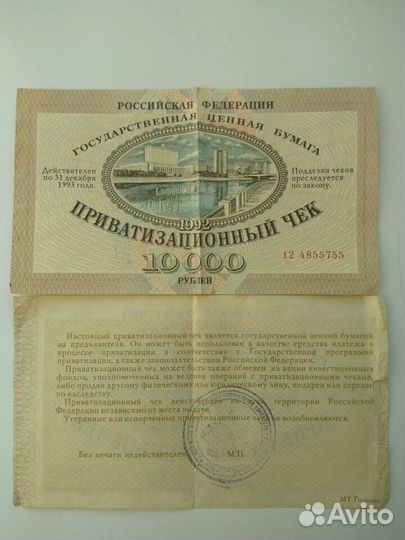 РОССИЙСКАЯ ФЕДЕРАЦИЯ
ГОСУДАРСТВЕННАЯ ЦЕННАЯ БУМАГА
Действителен
по 31 декабря
1993 года.
Подделка чеков
преследуется
по закону.
1992
ПРИВАТИЗАЦИОННЫЙ ЧЕК
10000
РУБЛЕЙ
12 4855755
Настоящий приватизационный чек является государственной ценной бумагой
на предъявителя. Он может быть использован в качестве средства платежа в
процессе приватизации в соответствии к Государственной программой
приватизации, а также законодательством Российской Федерации.
Приватизационный чек может быть также обменен на акции инвестиционных
фондов, уполномоченных на ведение операций с приватизационными чеками,
либо продан другому физическому или юридическому лицу, подарен или передан
по наследству.
Приватизационный чек действителен на всей территории Российской
Федерации независимо от места выдачи.
Утерянные или испорченные приватизационные чеки не возобновляются.
Без печати недействителен.
М.П.
МТ Гознака
Avito